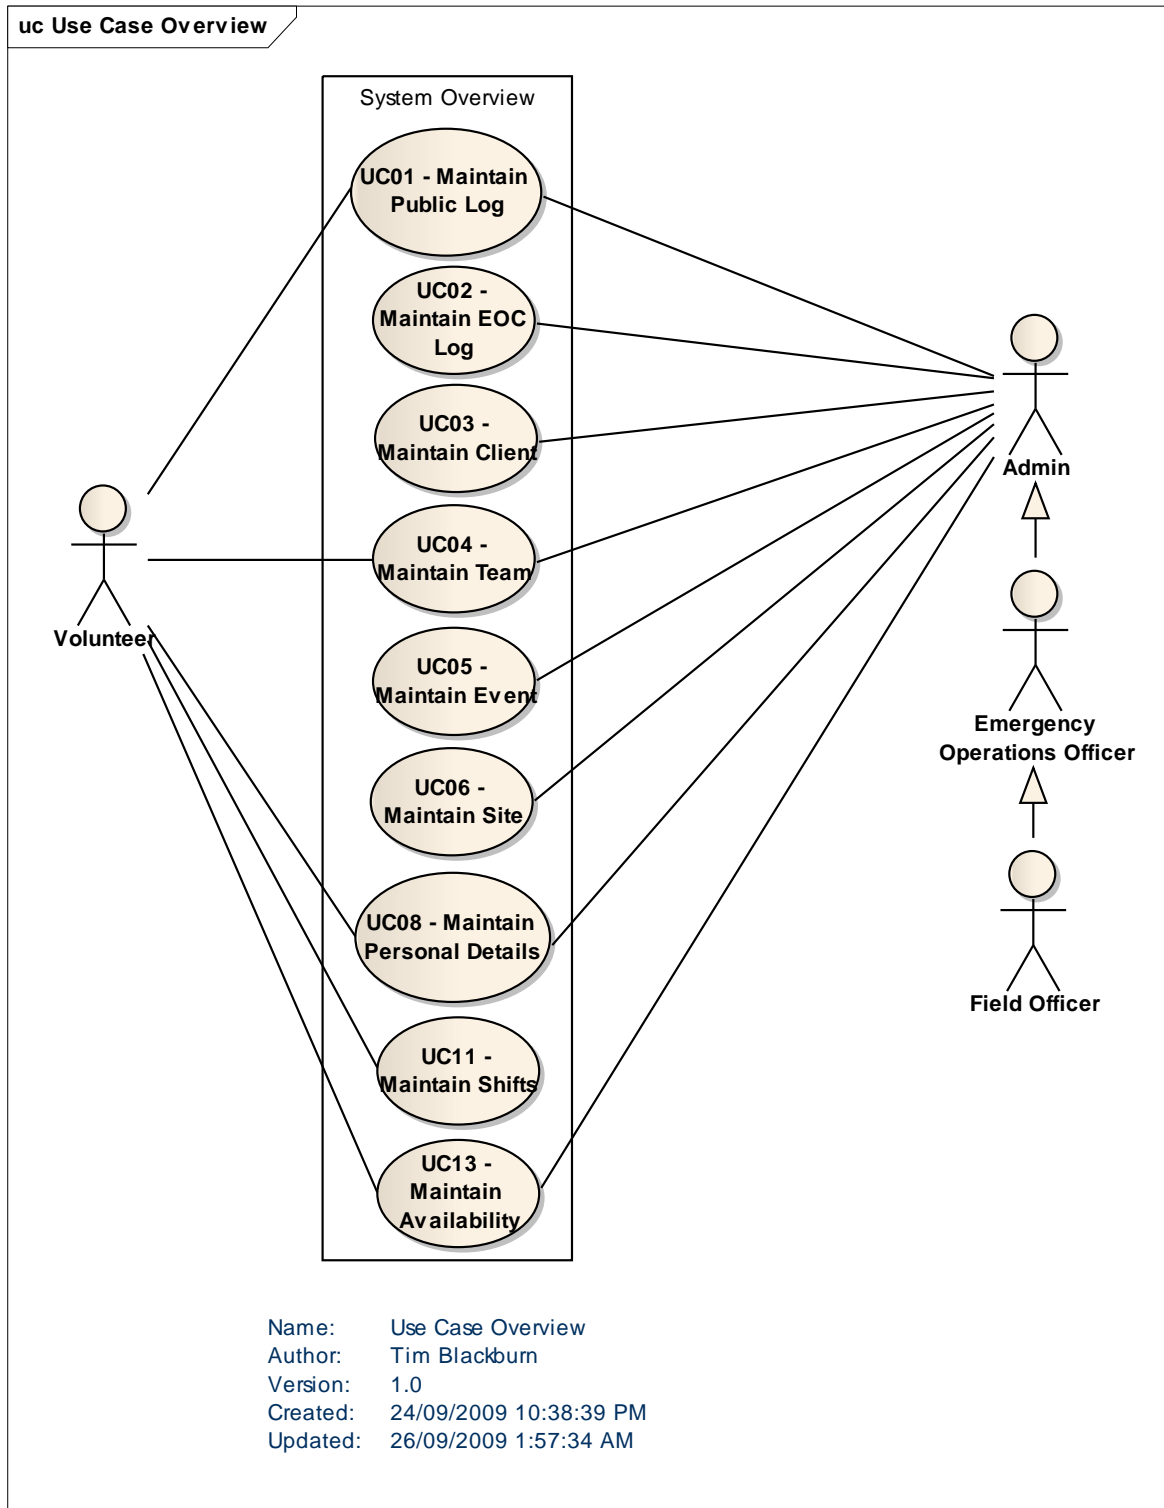 uc Use Case Overview
System Overview
UC01 - Maintain
Public Log
UC02 -
Maintain EOC
Log
UC03 -
Maintain Client
UC04 -
Maintain Team
UC05 -
Maintain Event
UC06 -
Maintain Site
UC08 - Maintain
Personal Details
UC11 -
Maintain Shifts
UC13 -
Maintain
Availability
Volunteer
Admin
Emergency
Operations Officer
Field Officer
Name: Use Case Overview
Author: Tim Blackburn
Version: 1.0
Created: 24/09/2009 10:38:39 PM
Updated: 26/09/2009 1:57:34 AM